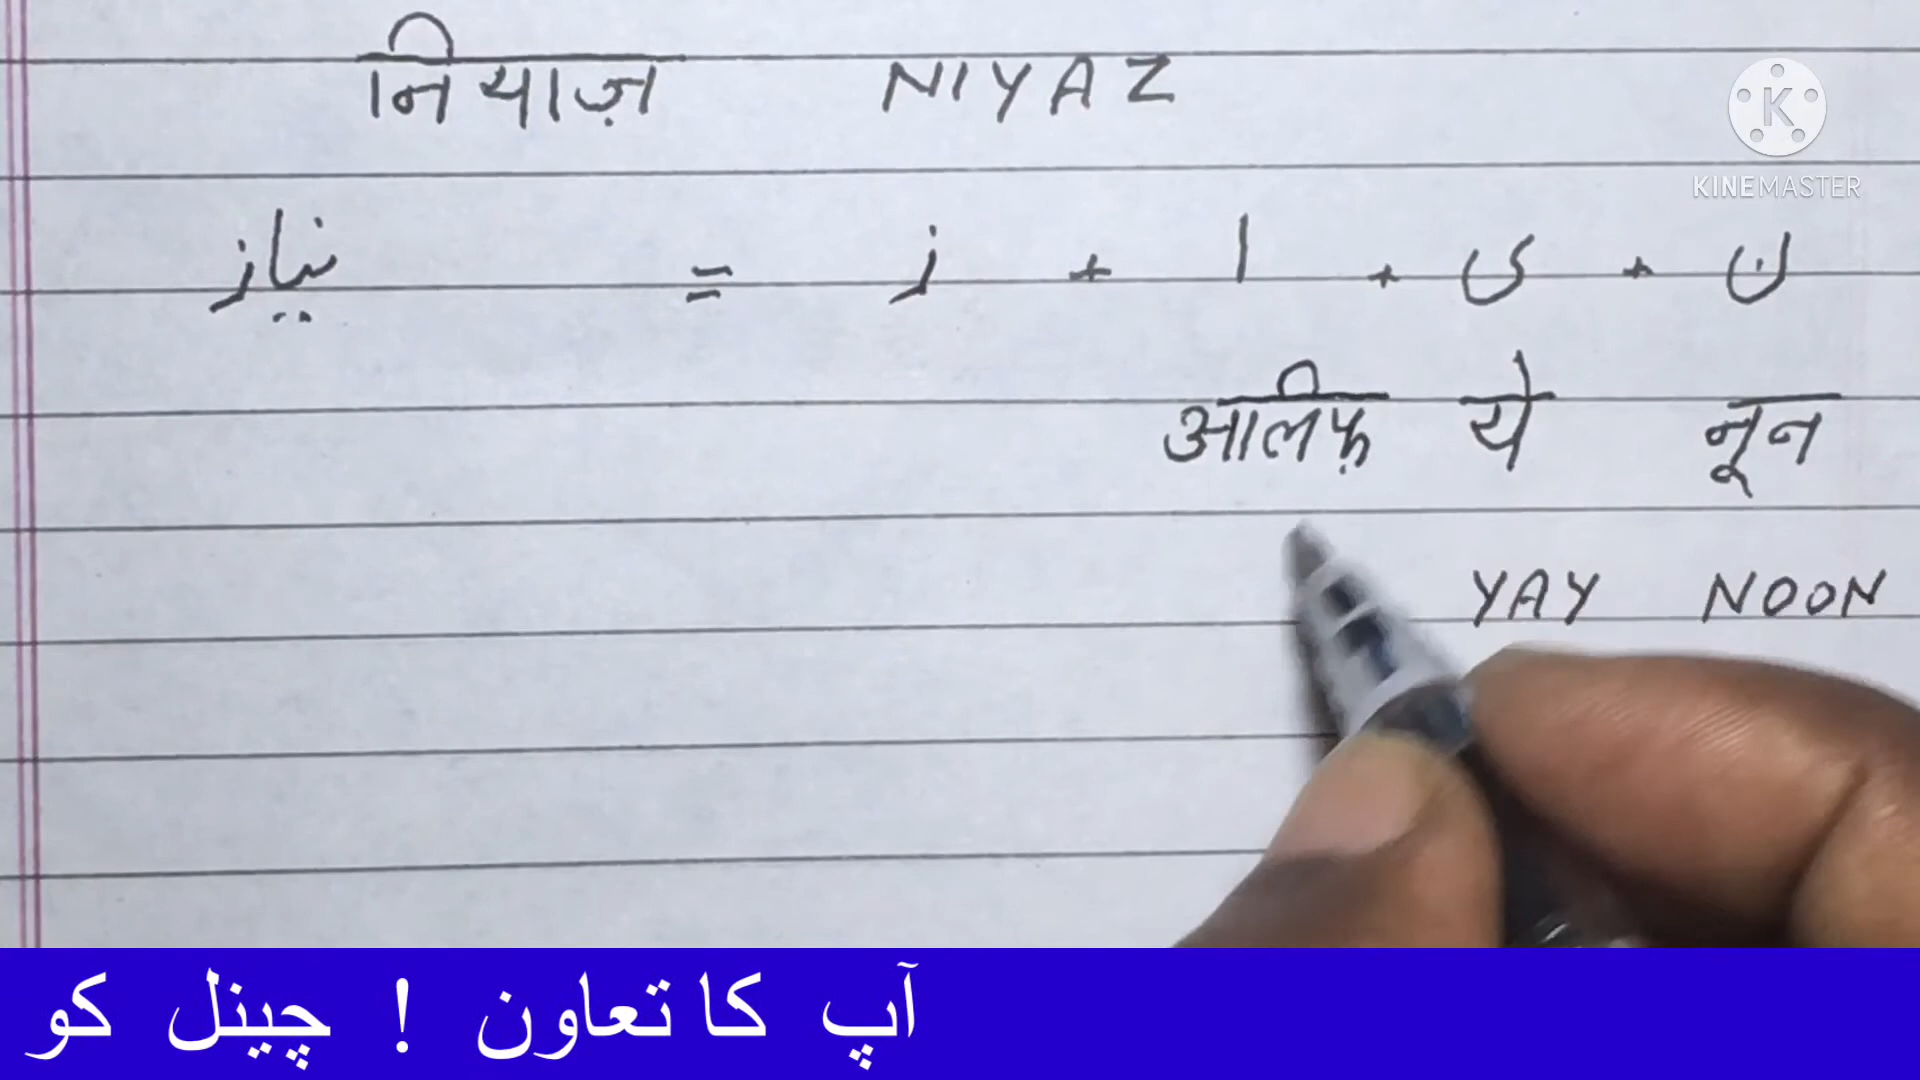 नियाज़ NIYAZ
KINEMASTER
ن + ی + ا + ز = نیاز
नून ये आलिफ़
NOON YAY
آپ کا تعاون ! چینل کو